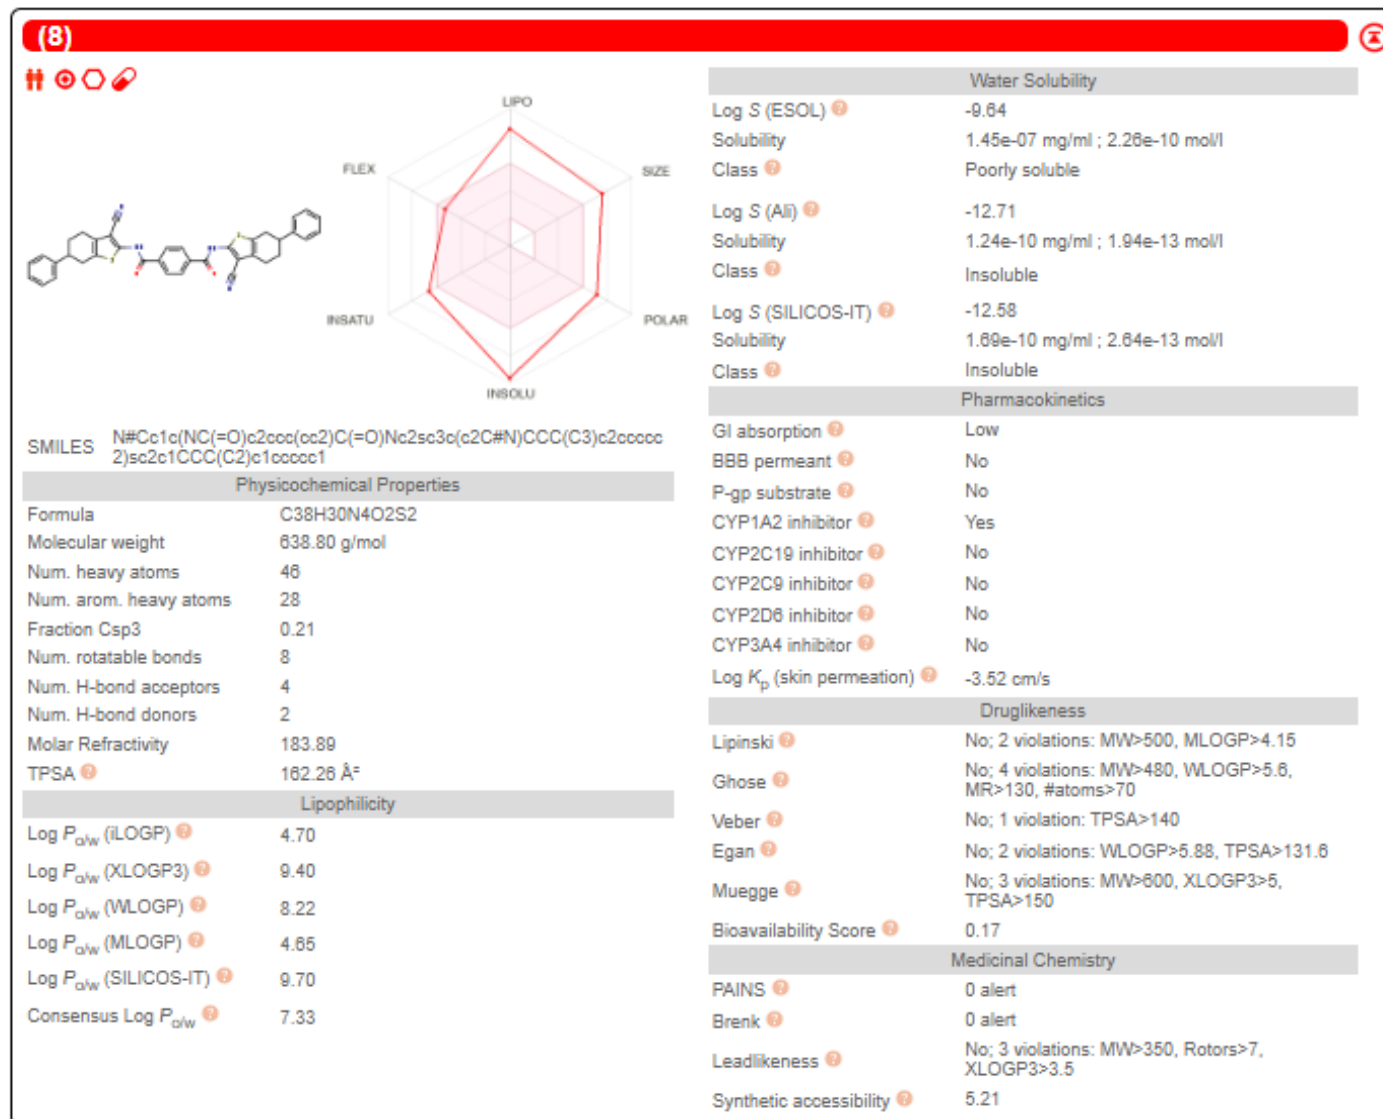 (8)
LIPO
FLEX
SIZE
INSATU
POLAR
INSOLU
SMILES N#Cc1c(NC(=O)c2ccc(cc2)C(=O)Nc2sc3c(c2C#N)CCC(C3)c2ccccc
2)sc2c1CCC(C2)c1ccccc1
Physicochemical Properties
Formula C38H30N4O2S2
Molecular weight 638.80 g/mol
Num. heavy atoms 46
Num. arom. heavy atoms 28
Fraction Csp3 0.21
Num. rotatable bonds 8
Num. H-bond acceptors 4
Num. H-bond donors 2
Molar Refractivity 183.89
TPSA ? 162.26 Å²
Lipophilicity
Log Po/w (iLOGP) ? 4.70
Log Po/w (XLOGP3) ? 9.40
Log Po/w (WLOGP) ? 8.22
Log Po/w (MLOGP) ? 4.65
Log Po/w (SILICOS-IT) ? 9.70
Consensus Log Po/w ? 7.33
Water Solubility
Log S (ESOL) ? -9.64
Solubility 1.45e-07 mg/ml ; 2.26e-10 mol/l
Class ? Poorly soluble
Log S (Ali) ? -12.71
Solubility 1.24e-10 mg/ml ; 1.94e-13 mol/l
Class ? Insoluble
Log S (SILICOS-IT) ? -12.58
Solubility 1.69e-10 mg/ml ; 2.64e-13 mol/l
Class ? Insoluble
Pharmacokinetics
GI absorption ? Low
BBB permeant ? No
P-gp substrate ? No
CYP1A2 inhibitor ? Yes
CYP2C19 inhibitor ? No
CYP2C9 inhibitor ? No
CYP2D6 inhibitor ? No
CYP3A4 inhibitor ? No
Log Kp (skin permeation) ? -3.52 cm/s
Druglikeness
Lipinski ? No; 2 violations: MW>500, MLOGP>4.15
Ghose ? No; 4 violations: MW>480, WLOGP>5.6,
MR>130, #atoms>70
Veber ? No; 1 violation: TPSA>140
Egan ? No; 2 violations: WLOGP>5.88, TPSA>131.6
Muegge ? No; 3 violations: MW>600, XLOGP3>5,
TPSA>150
Bioavailability Score ? 0.17
Medicinal Chemistry
PAINS ? 0 alert
Brenk ? 0 alert
Leadlikeness ? No; 3 violations: MW>350, Rotors>7,
XLOGP3>3.5
Synthetic accessibility ? 5.21